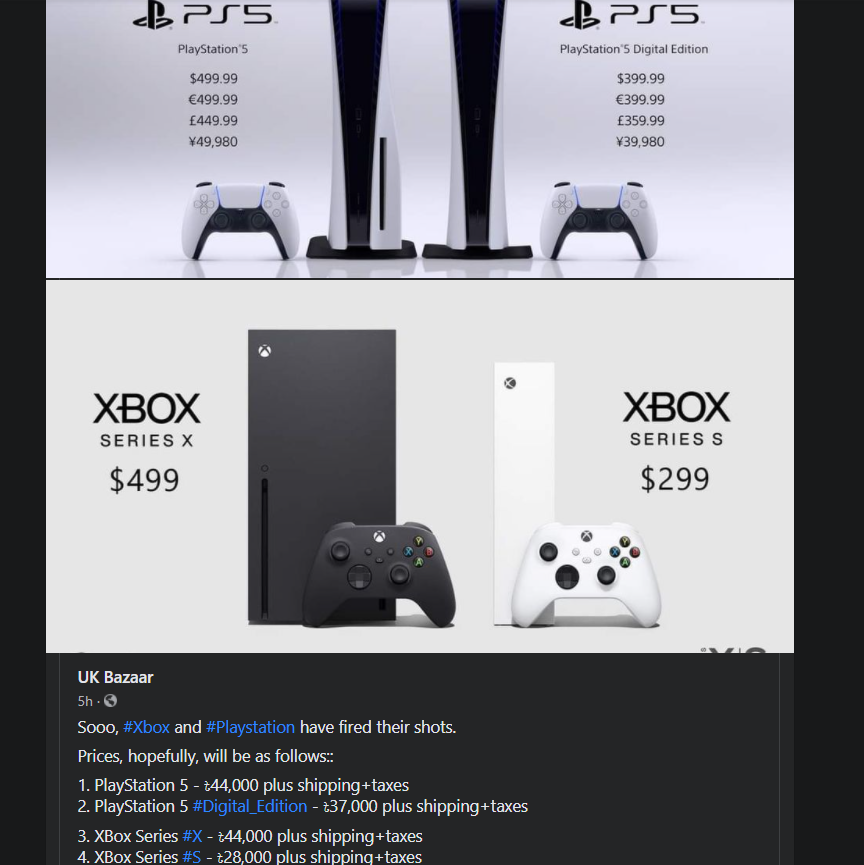 PS5
PS5
PlayStation®5
PlayStation®5 Digital Edition
$499.99
€499.99
£449.99
¥49,980
$399.99
€399.99
£359.99
¥39,980
XBOX
SERIES X
$499
XBOX
SERIES S
$299
X
Y
B
A
X
Y
B
A
UK Bazaar
5h ·
Sooo, #Xbox and #Playstation have fired their shots.
Prices, hopefully, will be as follows::
1. PlayStation 5 - ৳44,000 plus shipping+taxes
2. PlayStation 5 #Digital_Edition - ৳37,000 plus shipping+taxes
3. XBox Series #X - ৳44,000 plus shipping+taxes
4. XBox Series #S - ৳28,000 plus shipping+taxes